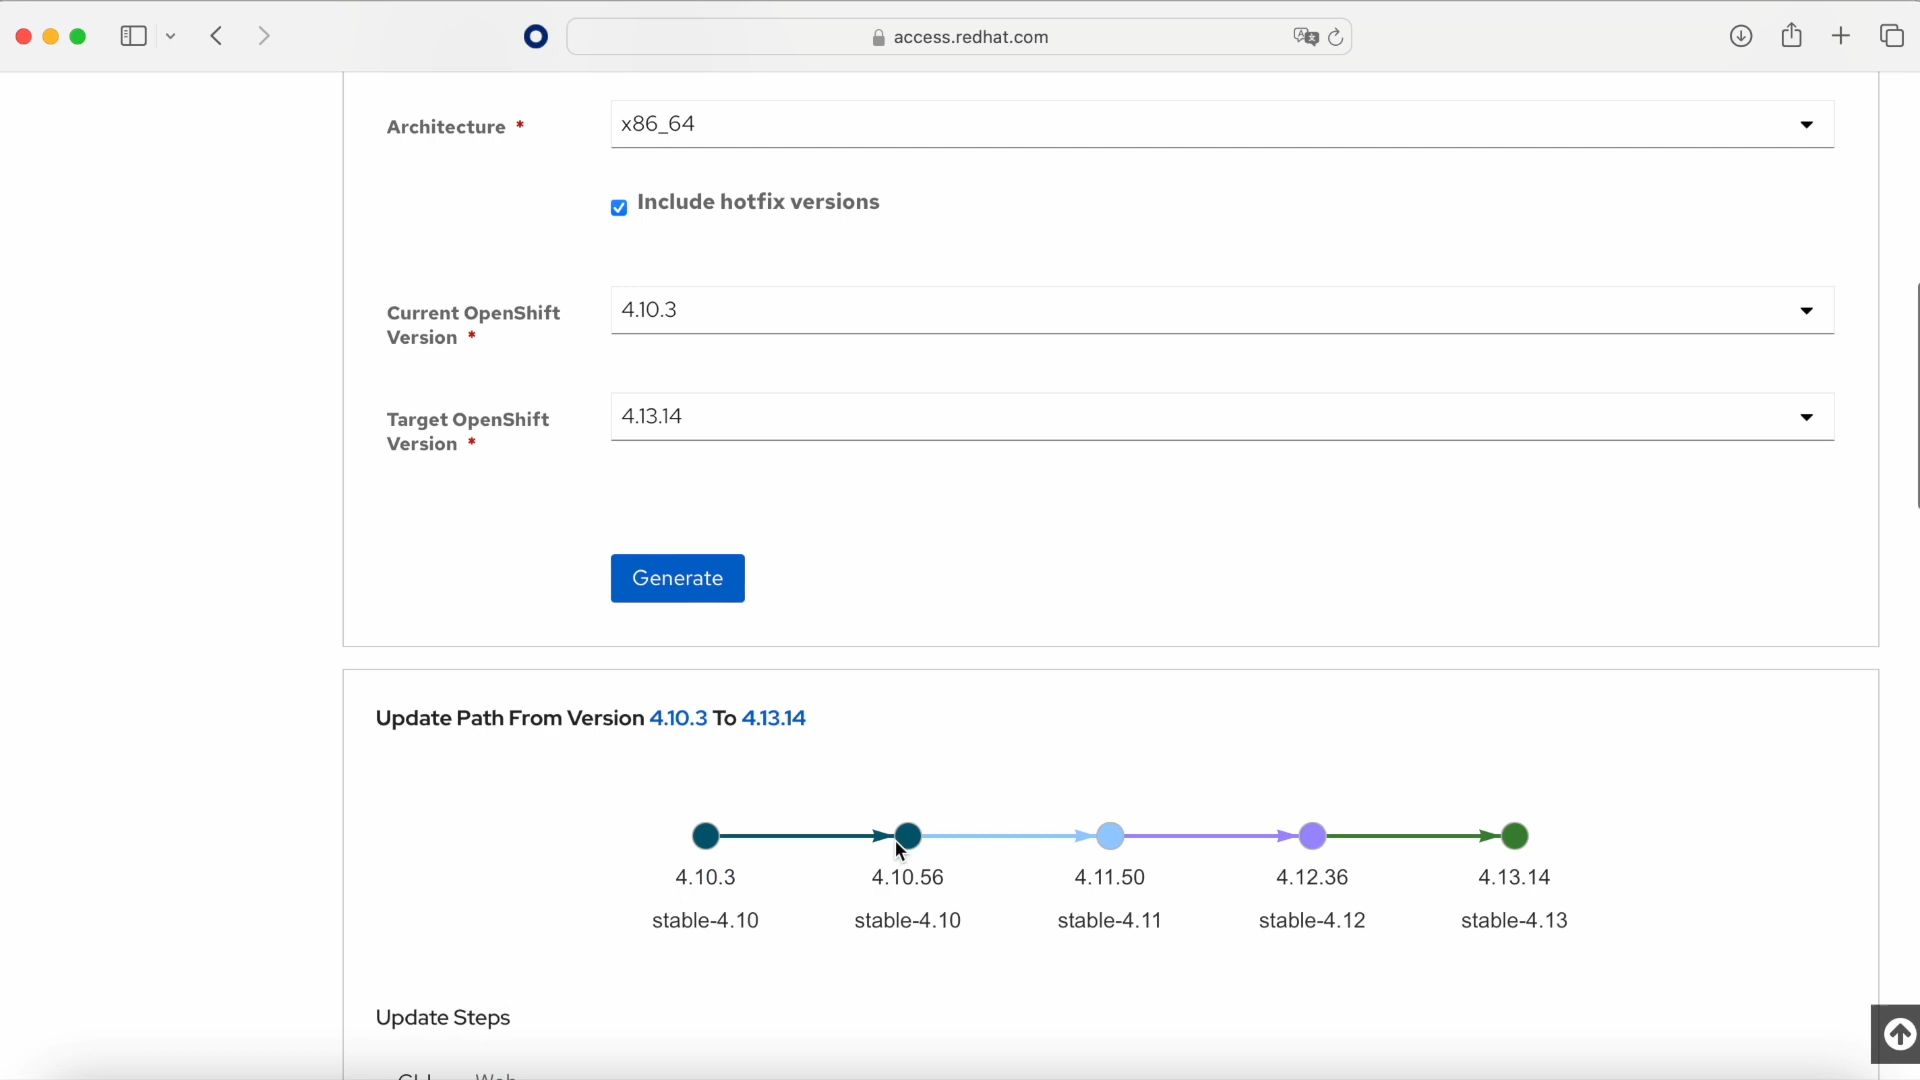 access.redhat.com
Architecture *
x86_64
Include hotfix versions
Current OpenShift
Version *
4.10.3
Target OpenShift
Version *
4.13.14
Generate
Update Path From Version 4.10.3 To 4.13.14
4.10.3
4.10.56
4.11.50
4.12.36
4.13.14
stable-4.10
stable-4.10
stable-4.11
stable-4.12
stable-4.13
Update Steps
CLI
Web